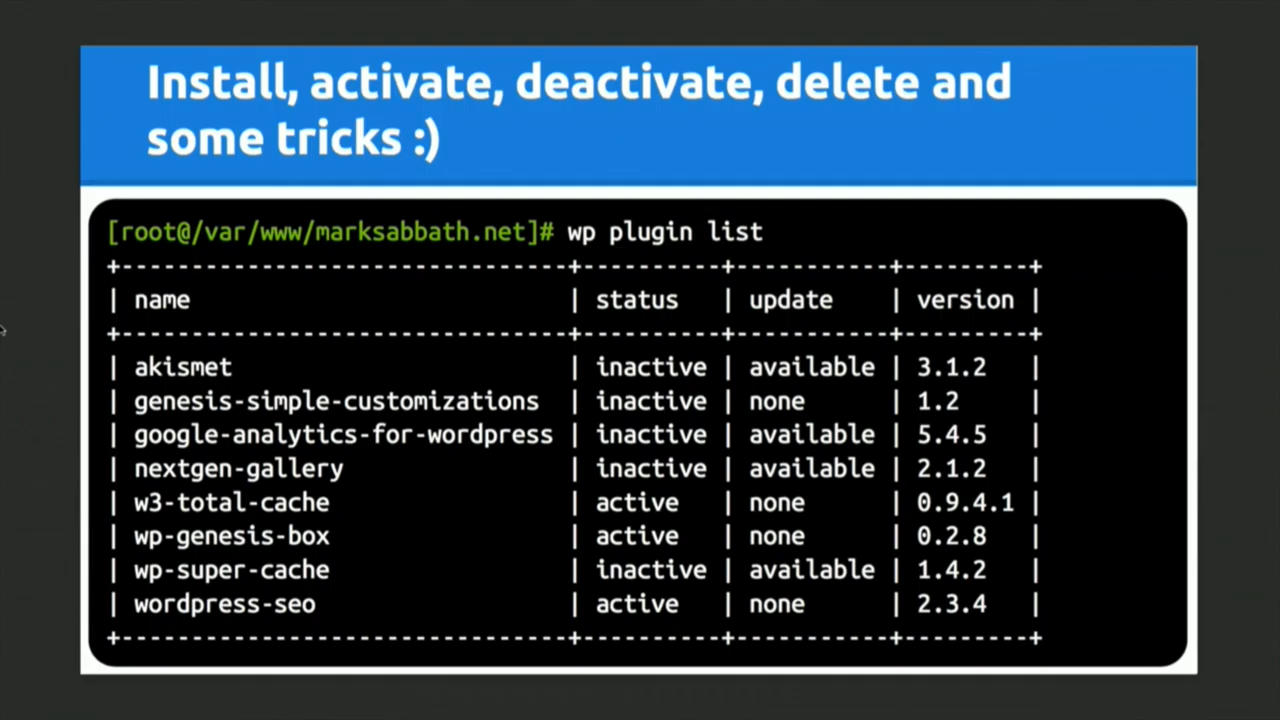 Install, activate, deactivate, delete and
some tricks :)
[root@/var/www/marksabbath.net]# wp plugin list
+---------------------------------+----------+-----------+---------+
| name                            | status   | update    | version |
+---------------------------------+----------+-----------+---------+
| akismet                         | inactive | available | 3.1.2   |
| genesis-simple-customizations   | inactive | none      | 1.2     |
| google-analytics-for-wordpress  | inactive | available | 5.4.5   |
| nextgen-gallery                 | inactive | available | 2.1.2   |
| w3-total-cache                  | active   | none      | 0.9.4.1 |
| wp-genesis-box                  | active   | none      | 0.2.8   |
| wp-super-cache                  | inactive | available | 1.4.2   |
| wordpress-seo                   | active   | none      | 2.3.4   |
+---------------------------------+----------+-----------+---------+